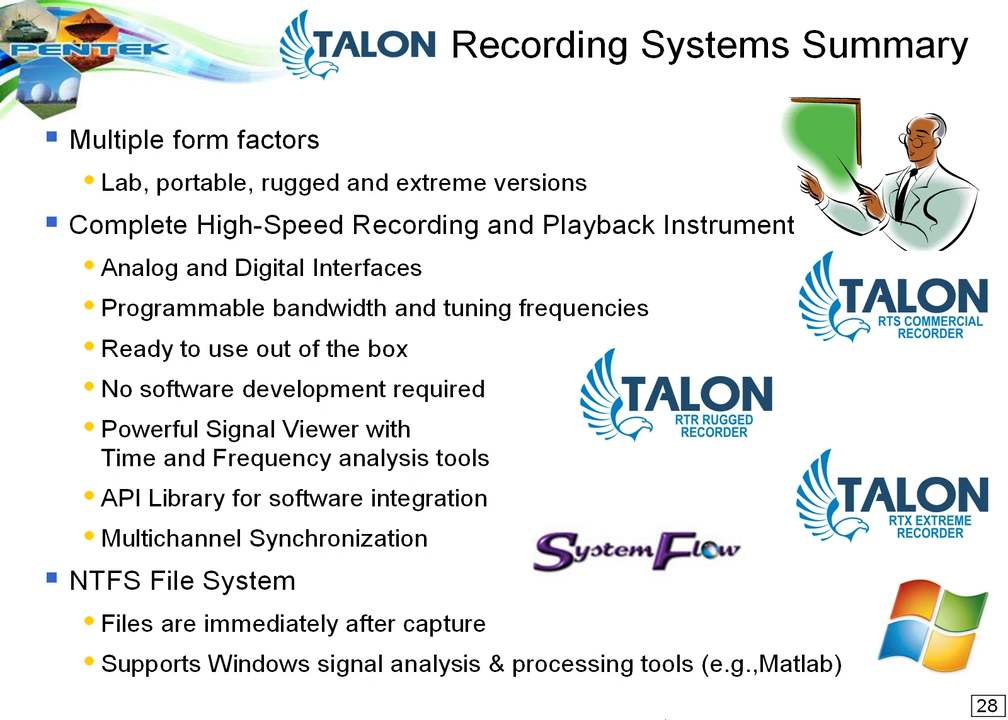 PENTEK
TALON Recording Systems Summary
Multiple form factors
Lab, portable, rugged and extreme versions
Complete High-Speed Recording and Playback Instrument
Analog and Digital Interfaces
Programmable bandwidth and tuning frequencies
Ready to use out of the box
No software development required
Powerful Signal Viewer with
Time and Frequency analysis tools
API Library for software integration
Multichannel Synchronization
NTFS File System
Files are immediately after capture
Supports Windows signal analysis & processing tools (e.g.,Matlab)
TALON
RTS COMMERCIAL
RECORDER
TALON
RTR RUGGED
RECORDER
TALON
RTX EXTREME
RECORDER
SystemFlow
28